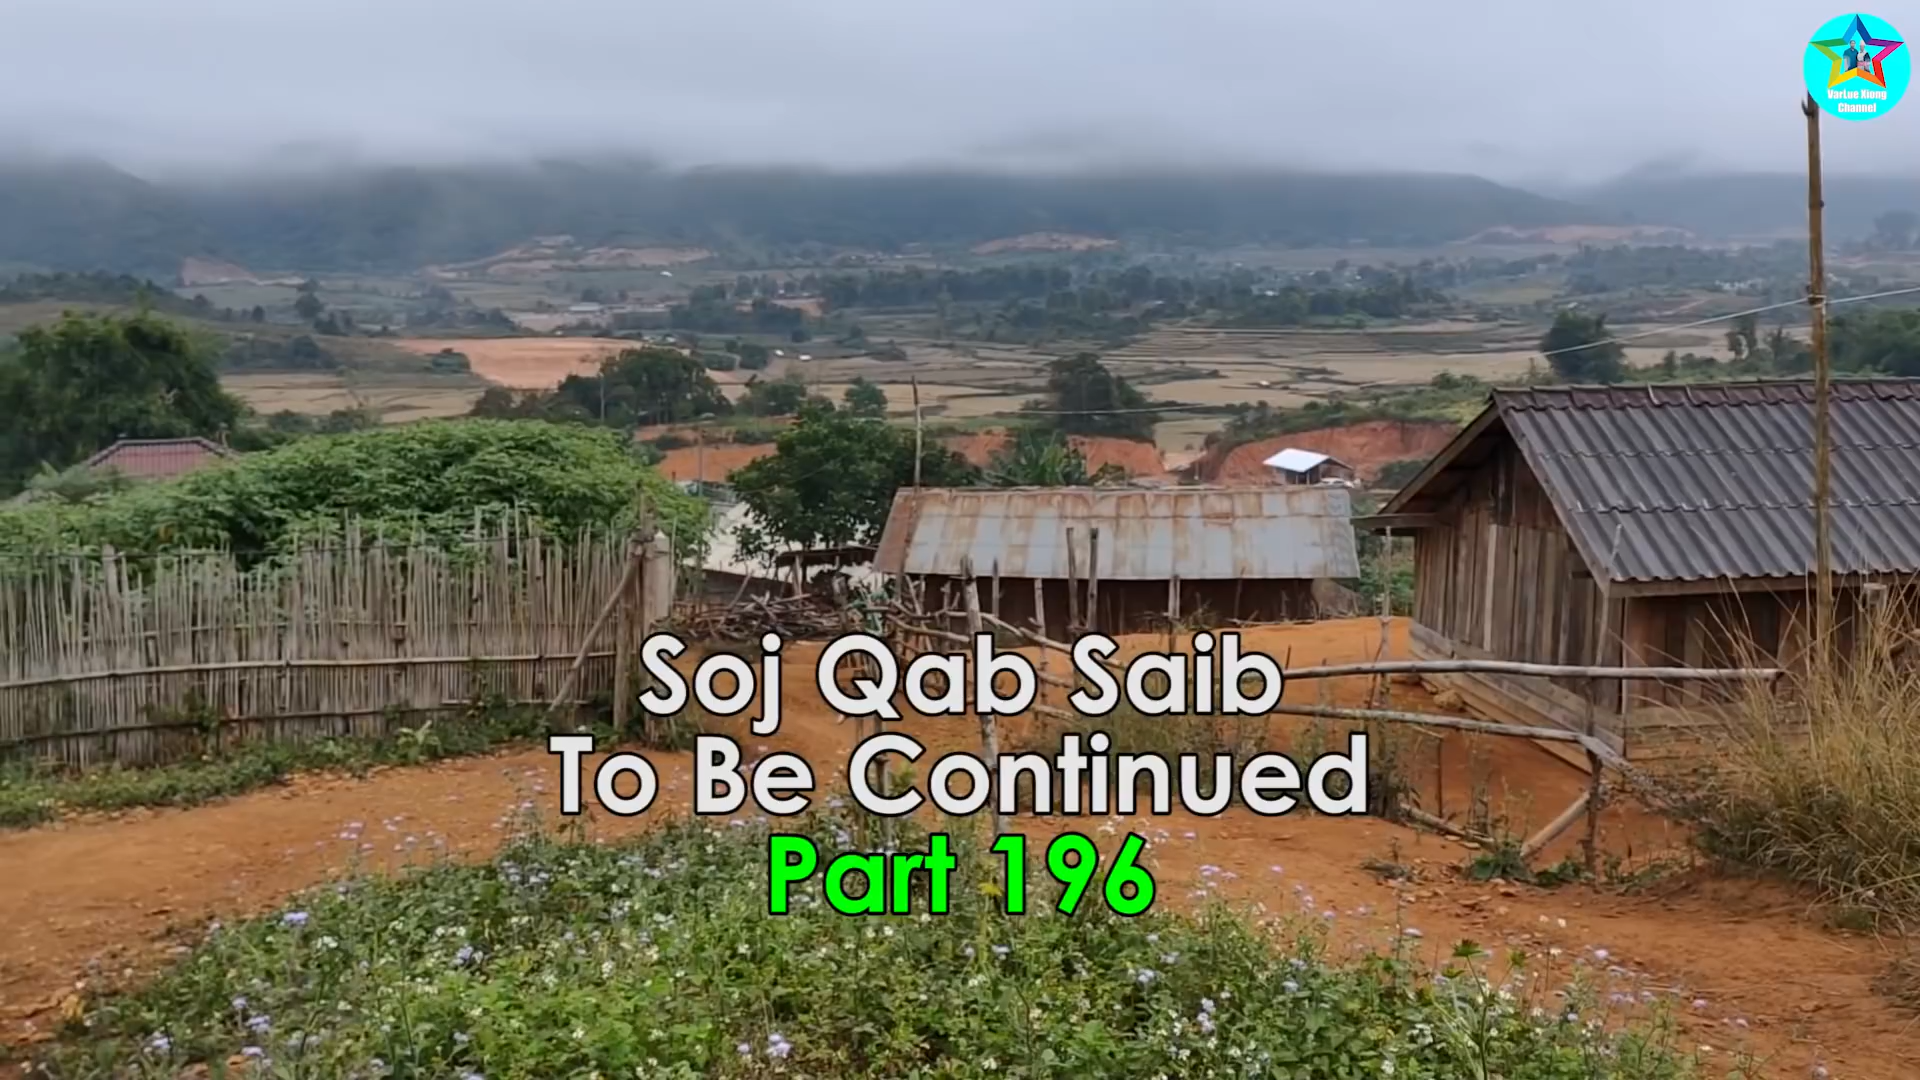 VarLue Xiong
Channel
Soj Qab Saib
To Be Continued
Part 196